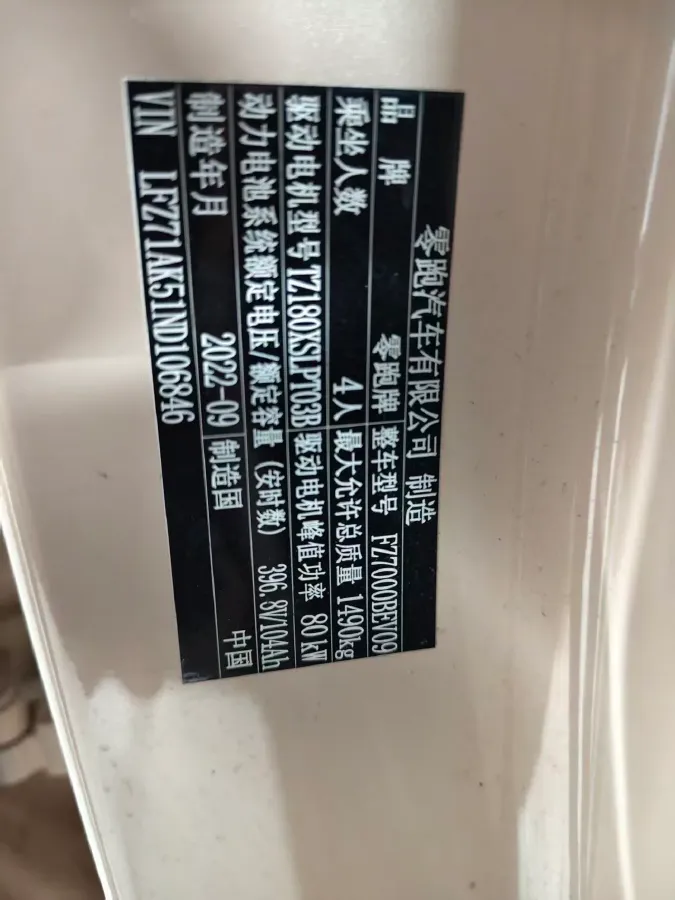 零跑汽车有限公司 制造
品牌 零跑牌 整车型号 FZ7000BEV09
乘坐人数 4人 最大允许总质量 1490kg
驱动电机型号 TZ180XSLPT03B 驱动电机峰值功率 80kW
动力电池系统额定电压/额定容量(安时数) 396.8V/104Ah
制造年月 2022-09 制造国 中国
VIN LFZ71AK51ND106846